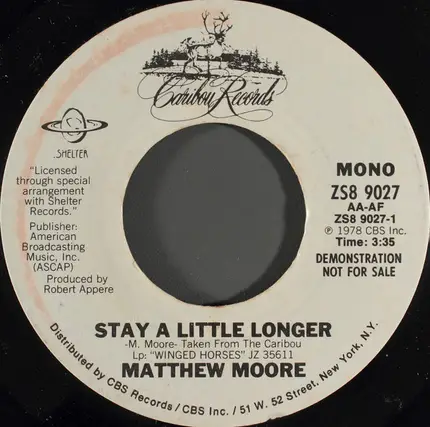 Caribou Records
..SHELTER
"Licensed
through special
arrangement
with Shelter
Records."
Publisher:
American
Broadcasting
Music, Inc.
(ASCAP)
Produced by
Robert Appere
MONO
ZS8 9027
AA-AF
ZS8 9027-1
℗ 1978 CBS Inc.
Time: 3:35
DEMONSTRATION
NOT FOR SALE
STAY A LITTLE LONGER
-M. Moore- Taken From The Caribou
Lp: "WINGED HORSES" JZ 35611
MATTHEW MOORE
Distributed by CBS Records / CBS Inc. / 51 W. 52 Street, New York, N.Y.